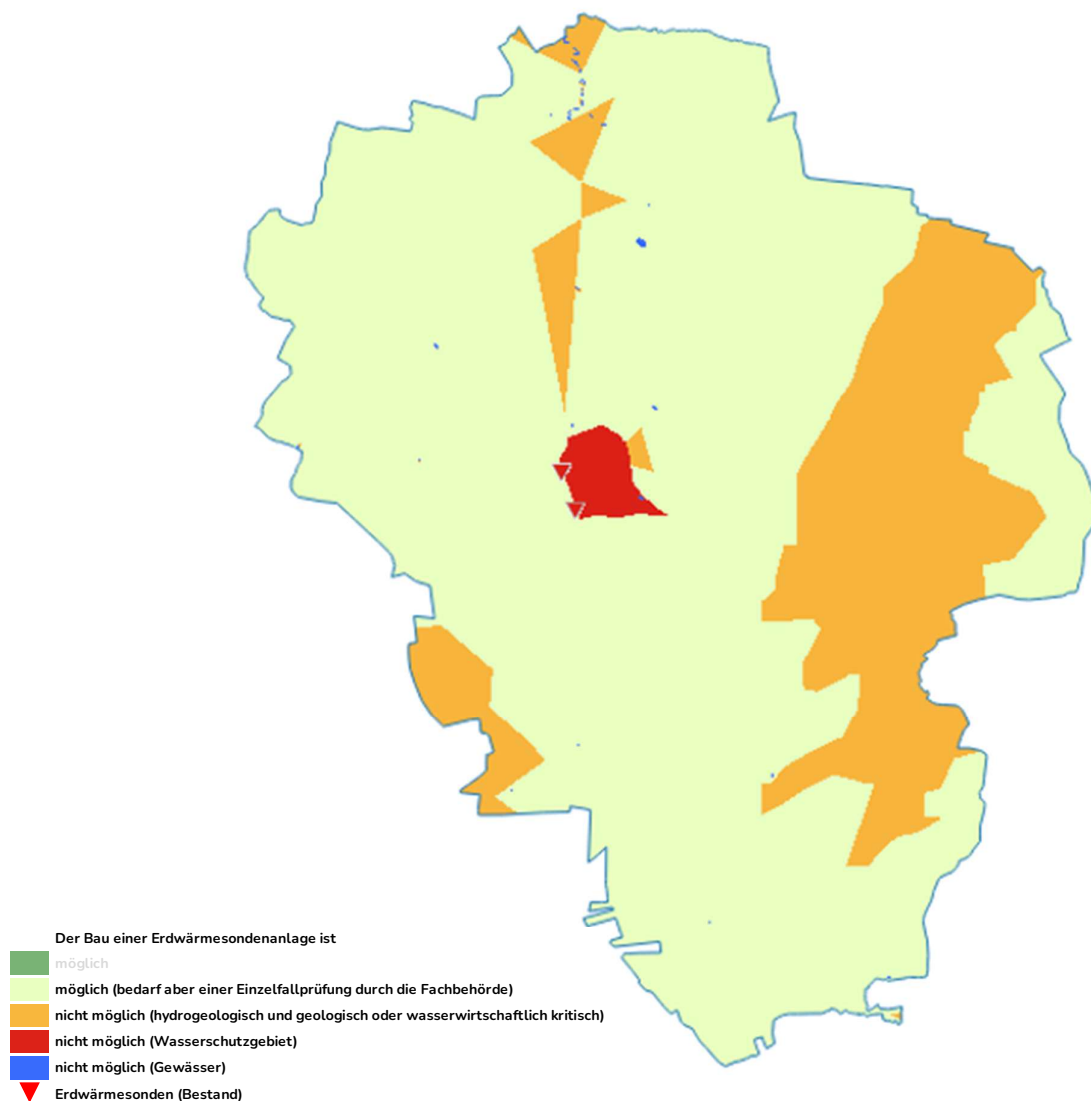 Der Bau einer Erdwärmesondenanlage ist
möglich
möglich (bedarf aber einer Einzelfallprüfung durch die Fachbehörde)
nicht möglich (hydrogeologisch und geologisch oder wasserwirtschaftlich kritisch)
nicht möglich (Wasserschutzgebiet)
nicht möglich (Gewässer)
Erdwärmesonden (Bestand)